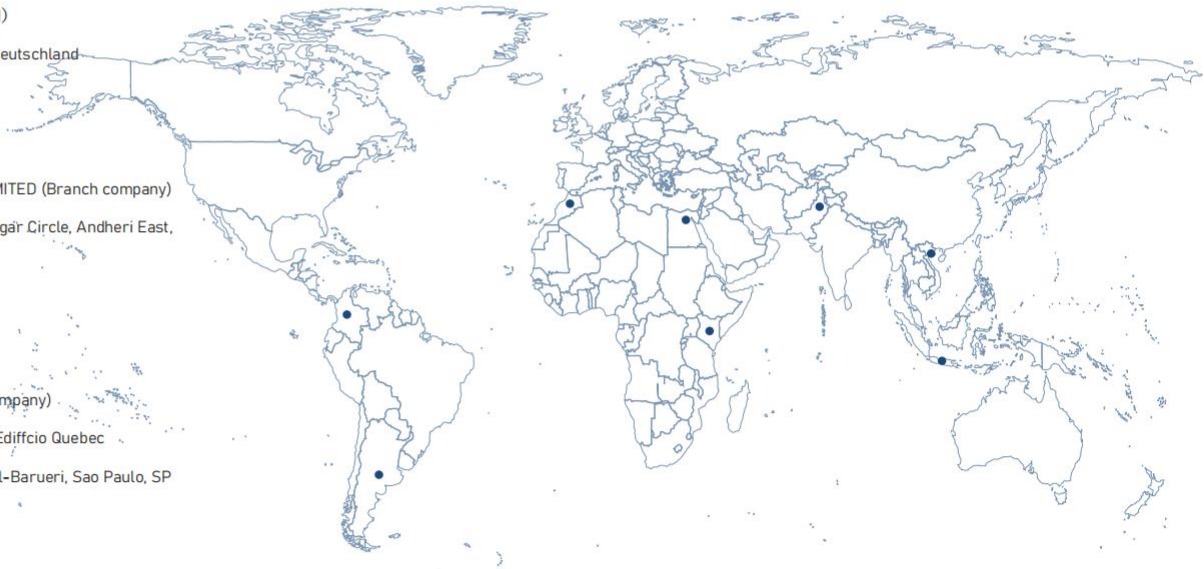 )
eutschland
MITED (Branch company)
gar Circle, Andheri East,
mpany)
Ediffcio Quebec
l-Barueri, Sao Paulo, SP